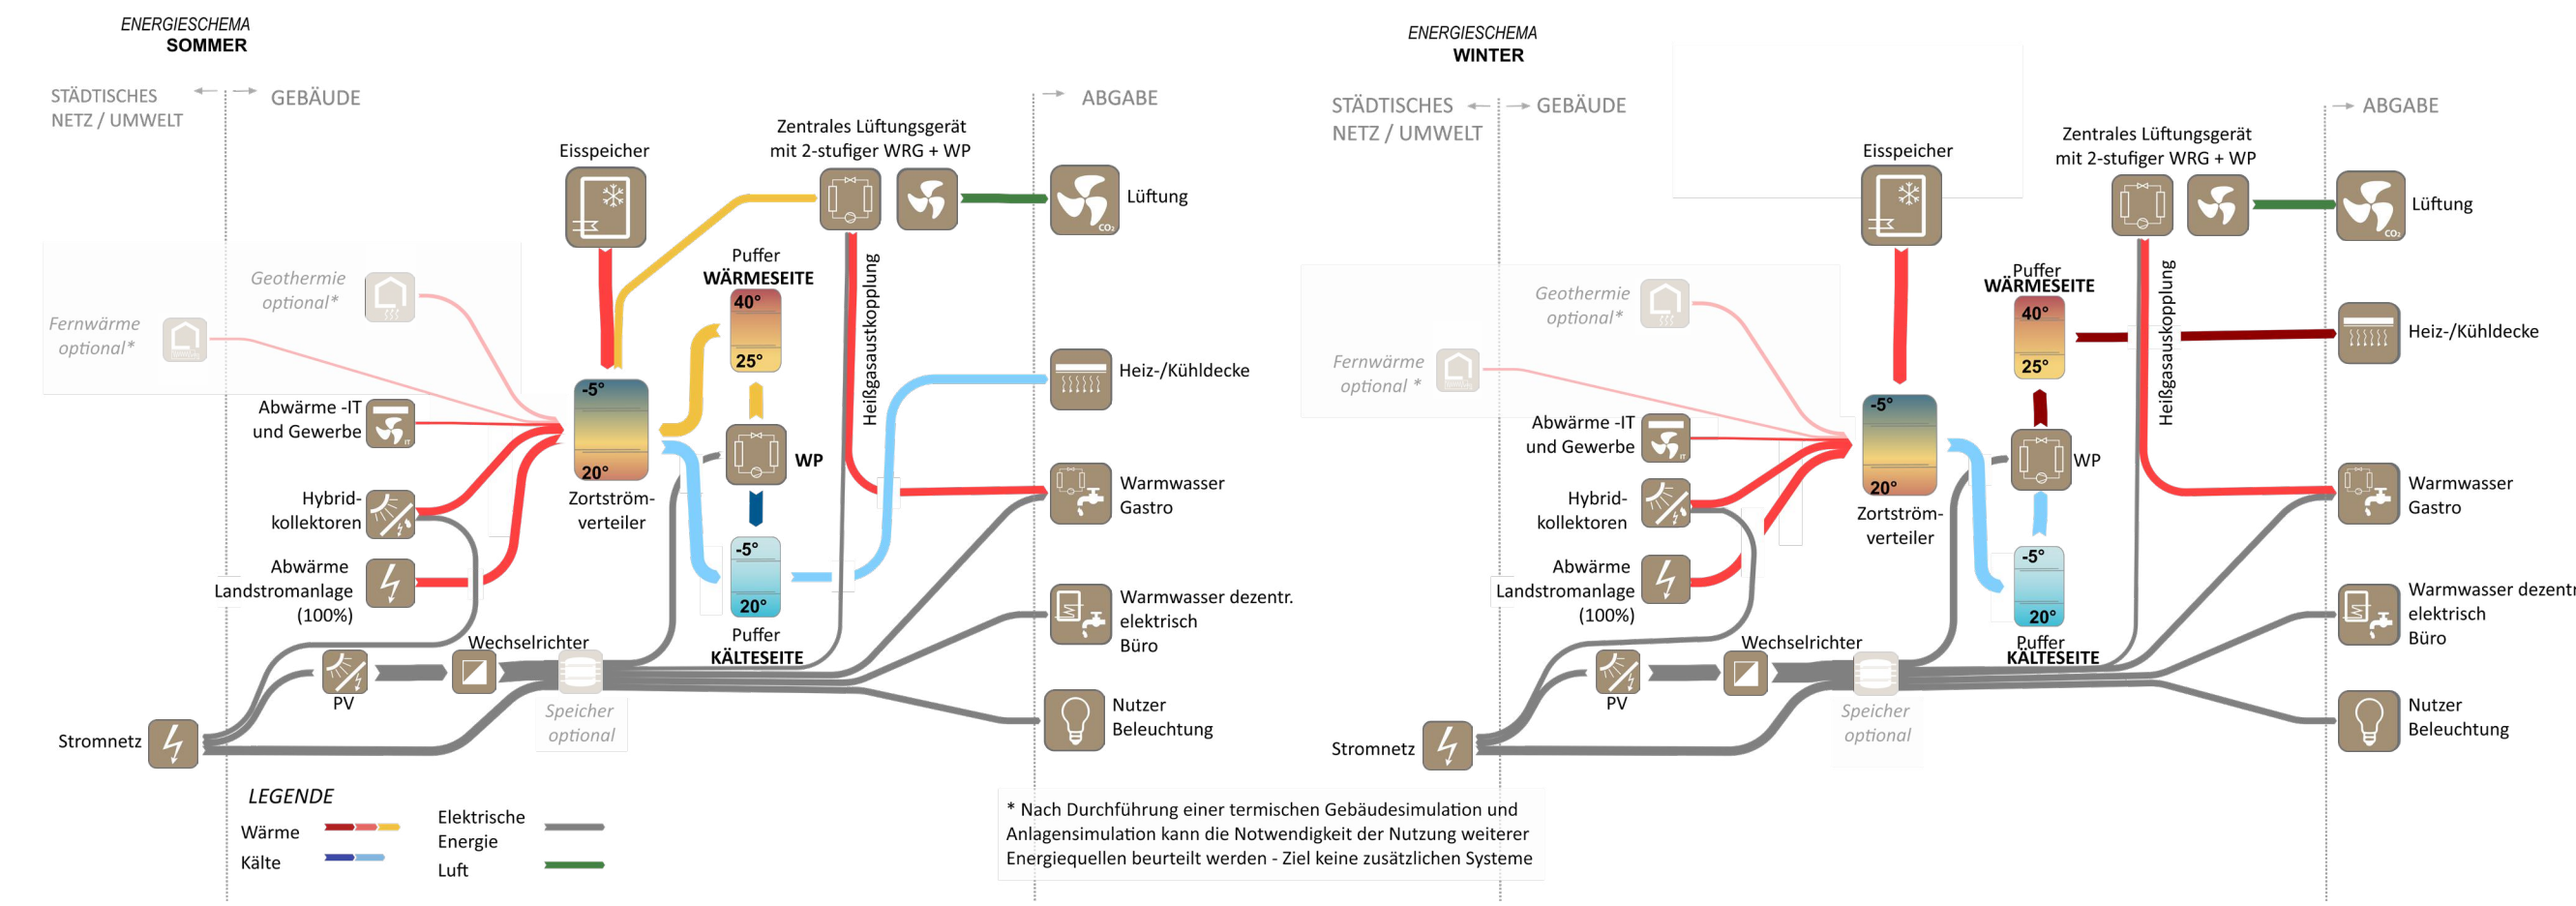 ENERGIESCHEMA
SOMMER
STÄDTISCHES
NETZ / UMWELT
GEBÄUDE
ABGABE
Eisspeicher
Zentrales Lüftungsgerät
mit 2-stufiger WRG + WP
Lüftung
CO₂
Geothermie
optional*
Fernwärme
optional*
Puffer
WÄRMESEITE
40°
25°
Heißgasaustkopplung
Heiz-/Kühldecke
Abwärme -IT
und Gewerbe
IT
-5°
20°
Zortström-
verteiler
WP
Hybrid-
kollektoren
Warmwasser
Gastro
Abwärme
Landstromanlage
(100%)
-5°
20°
Puffer
KÄLTESEITE
Warmwasser dezentr.
elektrisch
Büro
Wechselrichter
PV
Speicher
optional
Nutzer
Beleuchtung
Stromnetz
LEGENDE
Wärme
Kälte
Elektrische
Energie
Luft
ENERGIESCHEMA
WINTER
STÄDTISCHES
NETZ / UMWELT
GEBÄUDE
ABGABE
Eisspeicher
Zentrales Lüftungsgerät
mit 2-stufiger WRG + WP
Lüftung
CO₂
Geothermie
optional*
Fernwärme
optional *
Puffer
WÄRMESEITE
40°
25°
Heißgasauskopplung
Heiz-/Kühldecke
Abwärme -IT
und Gewerbe
IT
-5°
20°
Zortström-
verteiler
WP
Hybrid-
kollektoren
Warmwasser
Gastro
Abwärme
Landstromanlage
(100%)
-5°
20°
Puffer
KÄLTESEITE
Warmwasser dezentr
elektrisch
Büro
Wechselrichter
PV
Speicher
optional
Nutzer
Beleuchtung
Stromnetz
* Nach Durchführung einer termischen Gebäudesimulation und
Anlagensimulation kann die Notwendigkeit der Nutzung weiterer
Energiequellen beurteilt werden - Ziel keine zusätzlichen Systeme